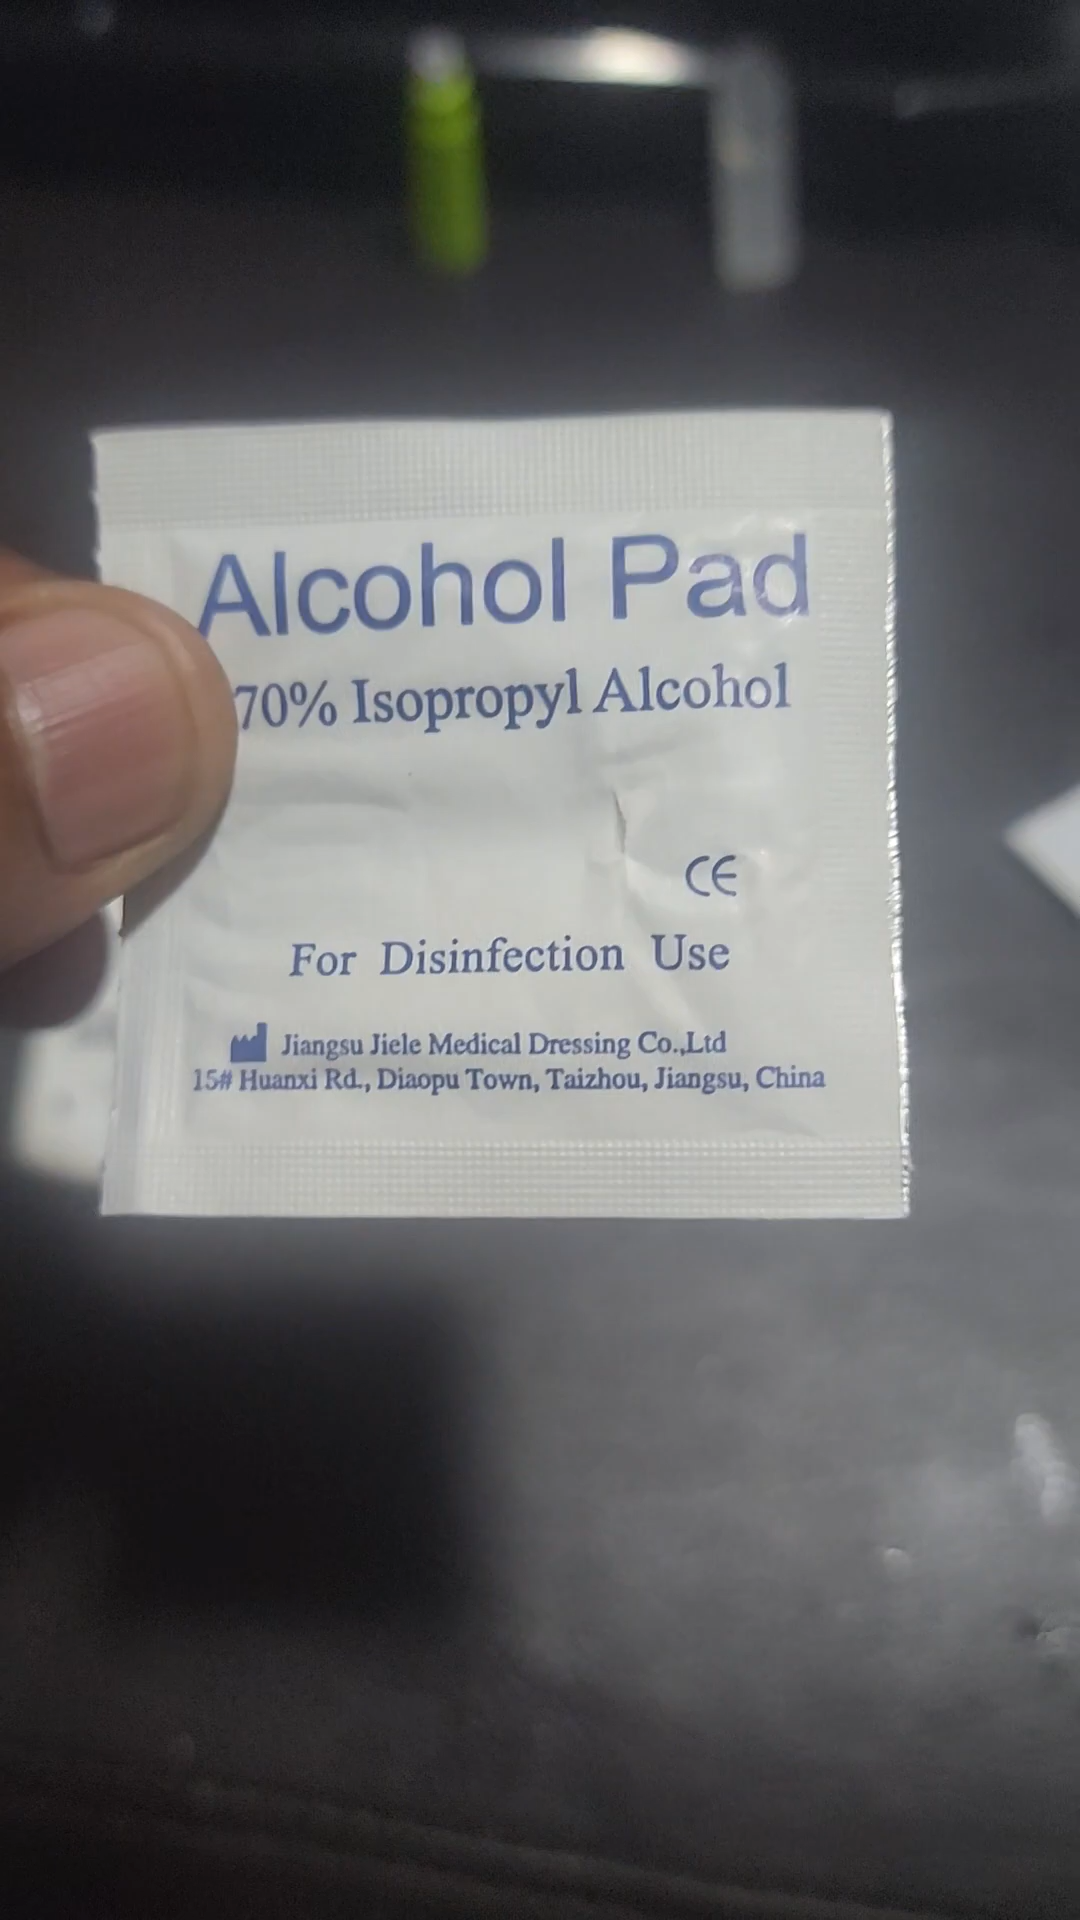 Alcohol Pad
70% Isopropyl Alcohol
CE
For Disinfection Use
Jiangsu Jiele Medical Dressing Co.,Ltd
15# Huanxi Rd., Diaopu Town, Taizhou, Jiangsu, China